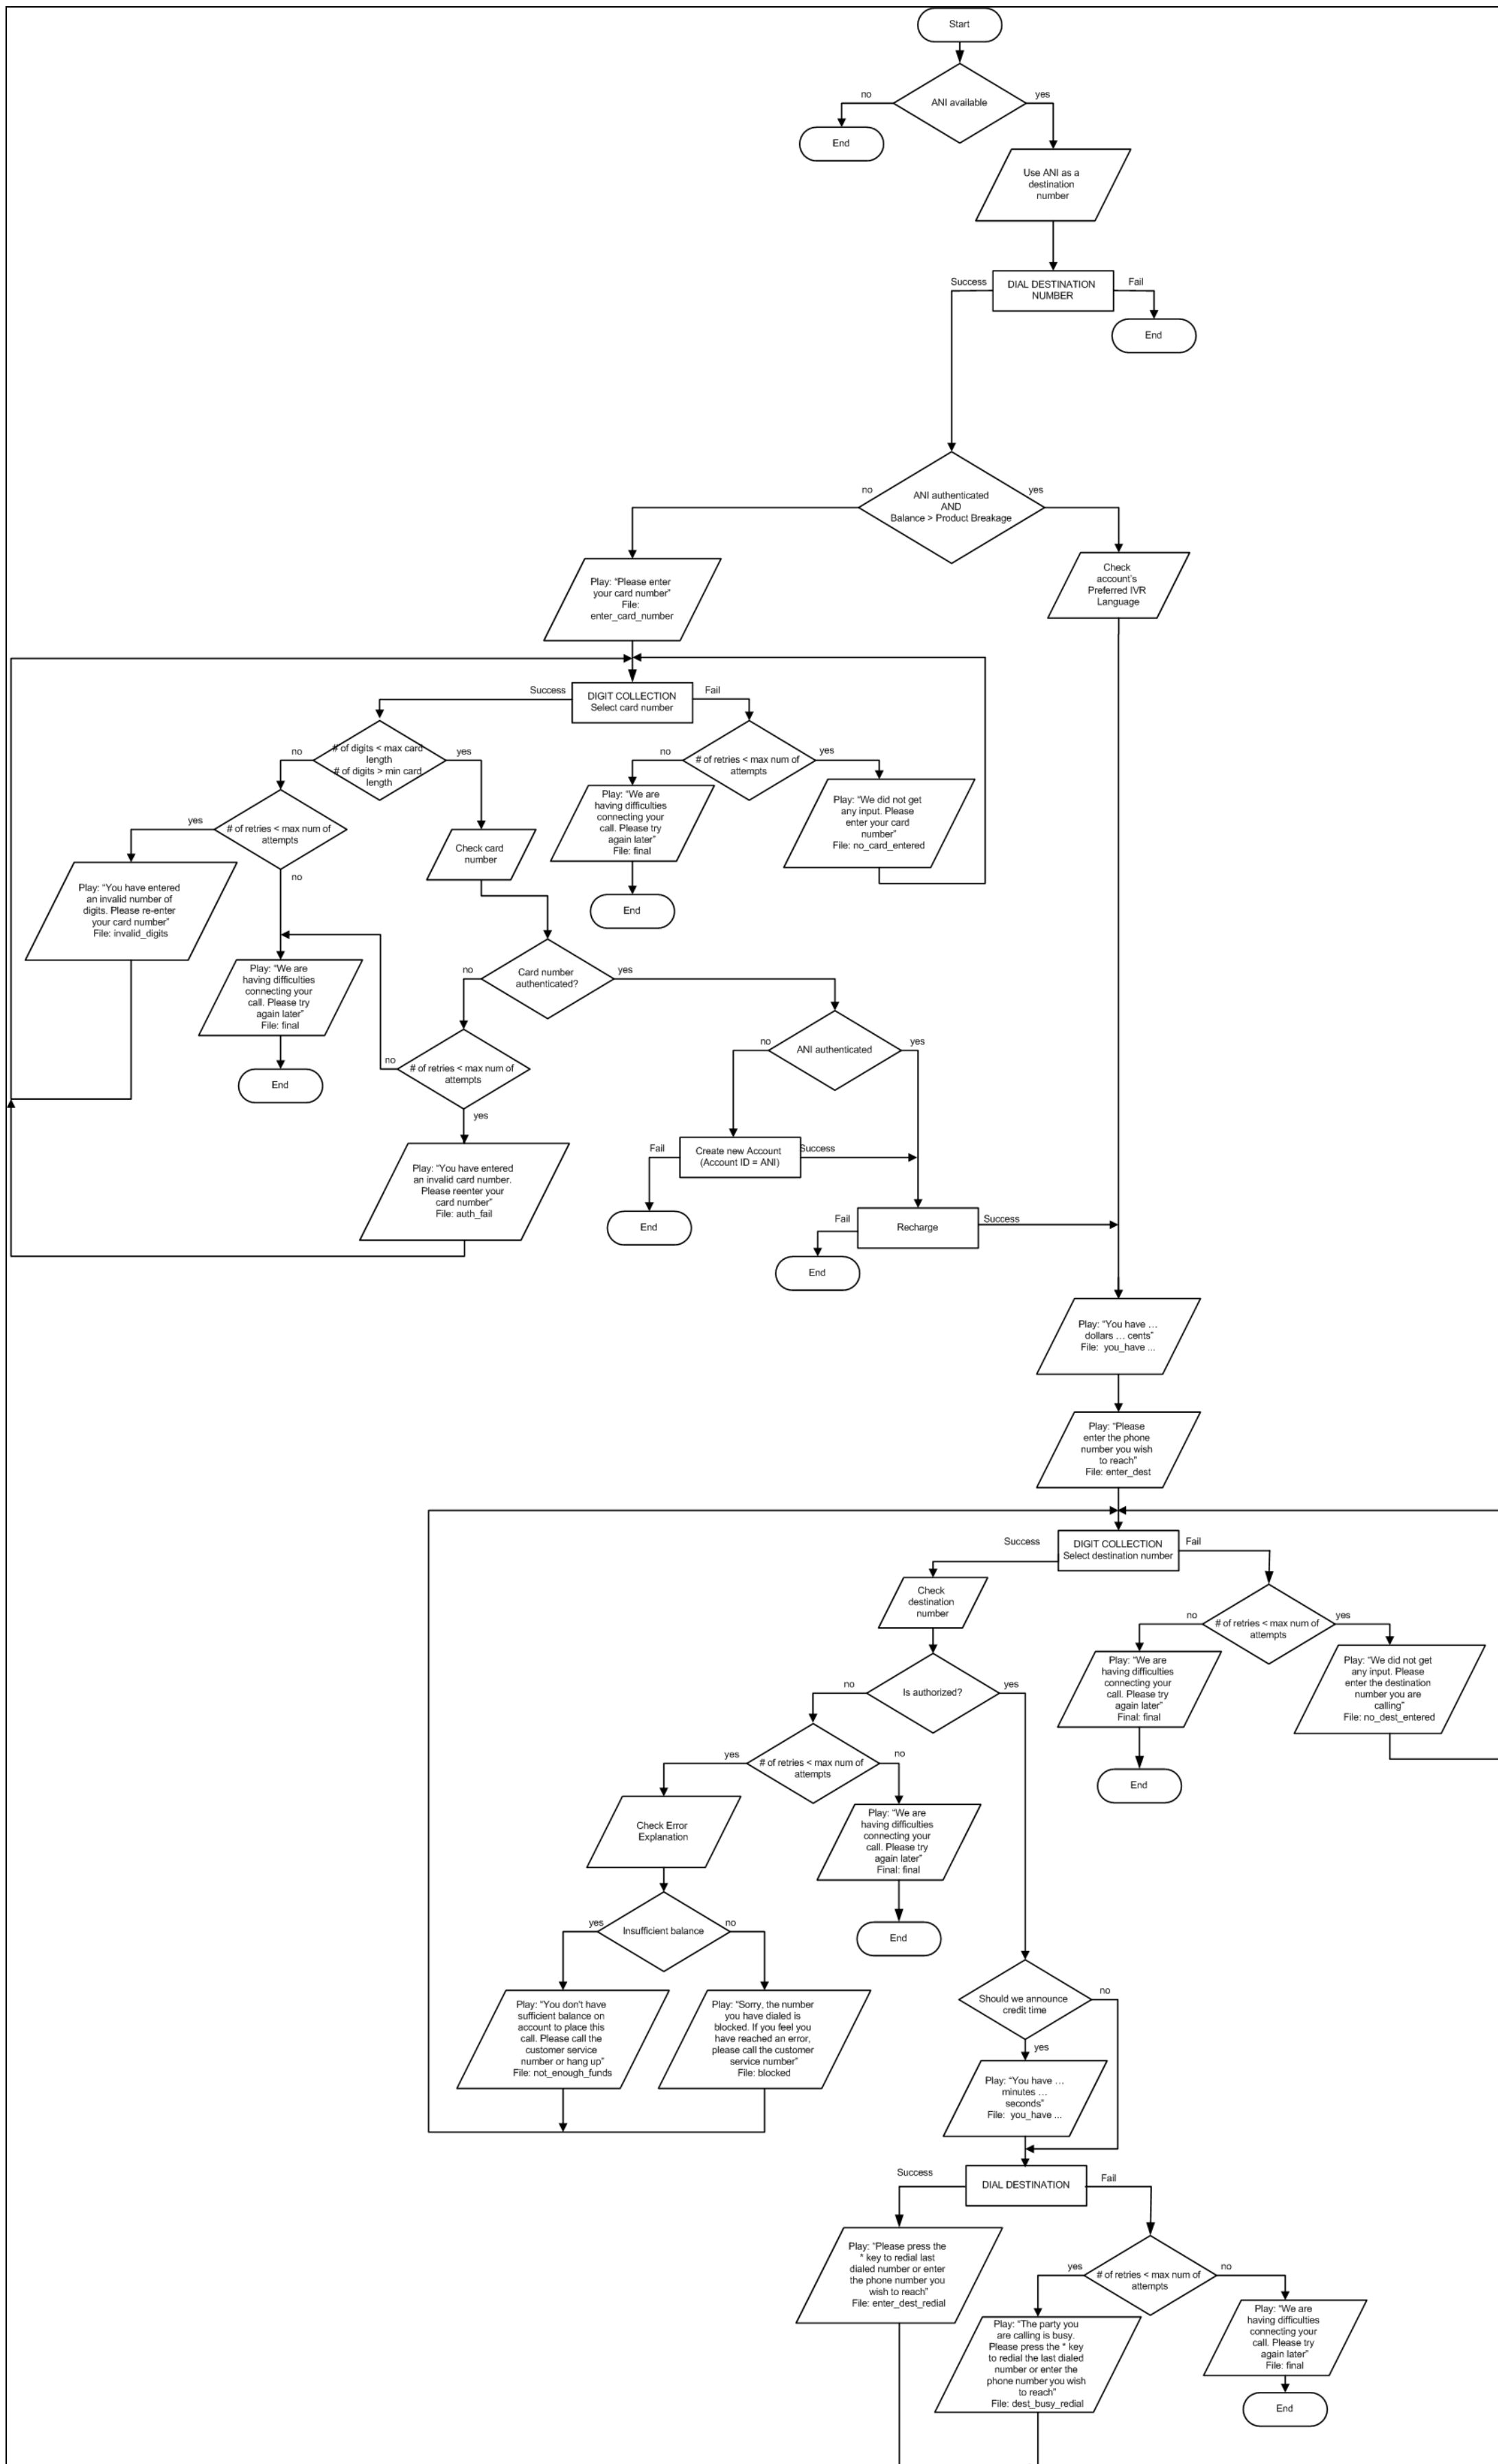 Start
ANI available
no
yes
End
Use ANI as a
destination
number
DIAL DESTINATION
NUMBER
Success
Fail
End
ANI authenticated
AND
Balance > Product Breakage
no
yes
Play: "Please enter
your card number"
File:
enter_card_number
Check
account's
Preferred IVR
Language
DIGIT COLLECTION
Select card number
Success
Fail
# of digits < max card
length
# of digits > min card
length
no
yes
# of retries < max num of
attempts
no
yes
# of retries < max num of
attempts
yes
no
Check card
number
Play: "We are
having difficulties
connecting your
call. Please try
again later"
File: final
Play: "We did not get
any input. Please
enter your card
number"
File: no_card_entered
End
Play: "You have entered
an invalid number of
digits. Please re-enter
your card number"
File: invalid_digits
Play: "We are
having difficulties
connecting your
call. Please try
again later"
File: final
End
Card number
authenticated?
no
yes
# of retries < max num of
attempts
no
yes
ANI authenticated
no
yes
Play: "You have entered
an invalid card number.
Please reenter your
card number"
File: auth_fail
Create new Account
(Account ID = ANI)
Fail
Success
End
Recharge
Fail
Success
End
Play: "You have ...
dollars ... cents"
File: you_have ...
Play: "Please
enter the phone
number you wish
to reach"
File: enter_dest
DIGIT COLLECTION
Select destination number
Success
Fail
Check
destination
number
# of retries < max num of
attempts
no
yes
Play: "We are
having difficulties
connecting your
call. Please try
again later"
Final: final
Play: "We did not get
any input. Please
enter the destination
number you are
calling"
File: no_dest_entered
End
Is authorized?
no
yes
# of retries < max num of
attempts
yes
no
Check Error
Explanation
Play: "We are
having difficulties
connecting your
call. Please try
again later"
Final: final
End
Insufficient balance
yes
no
Play: "You don't have
sufficient balance on
account to place this
call. Please call the
customer service
number or hang up"
File: not_enough_funds
Play: "Sorry, the number
you have dialed is
blocked. If you feel you
have reached an error,
please call the customer
service number"
File: blocked
Should we announce
credit time
no
yes
Play: "You have ...
minutes ...
seconds"
File: you_have ...
DIAL DESTINATION
Success
Fail
Play: "Please press the
* key to redial last
dialed number or enter
the phone number you
wish to reach"
File: enter_dest_redial
# of retries < max num of
attempts
yes
no
Play: "The party you
are calling is busy.
Please press the * key
to redial the last dialed
number or enter the
phone number you wish
to reach"
File: dest_busy_redial
Play: "We are
having difficulties
connecting your
call. Please try
again later"
File: final
End